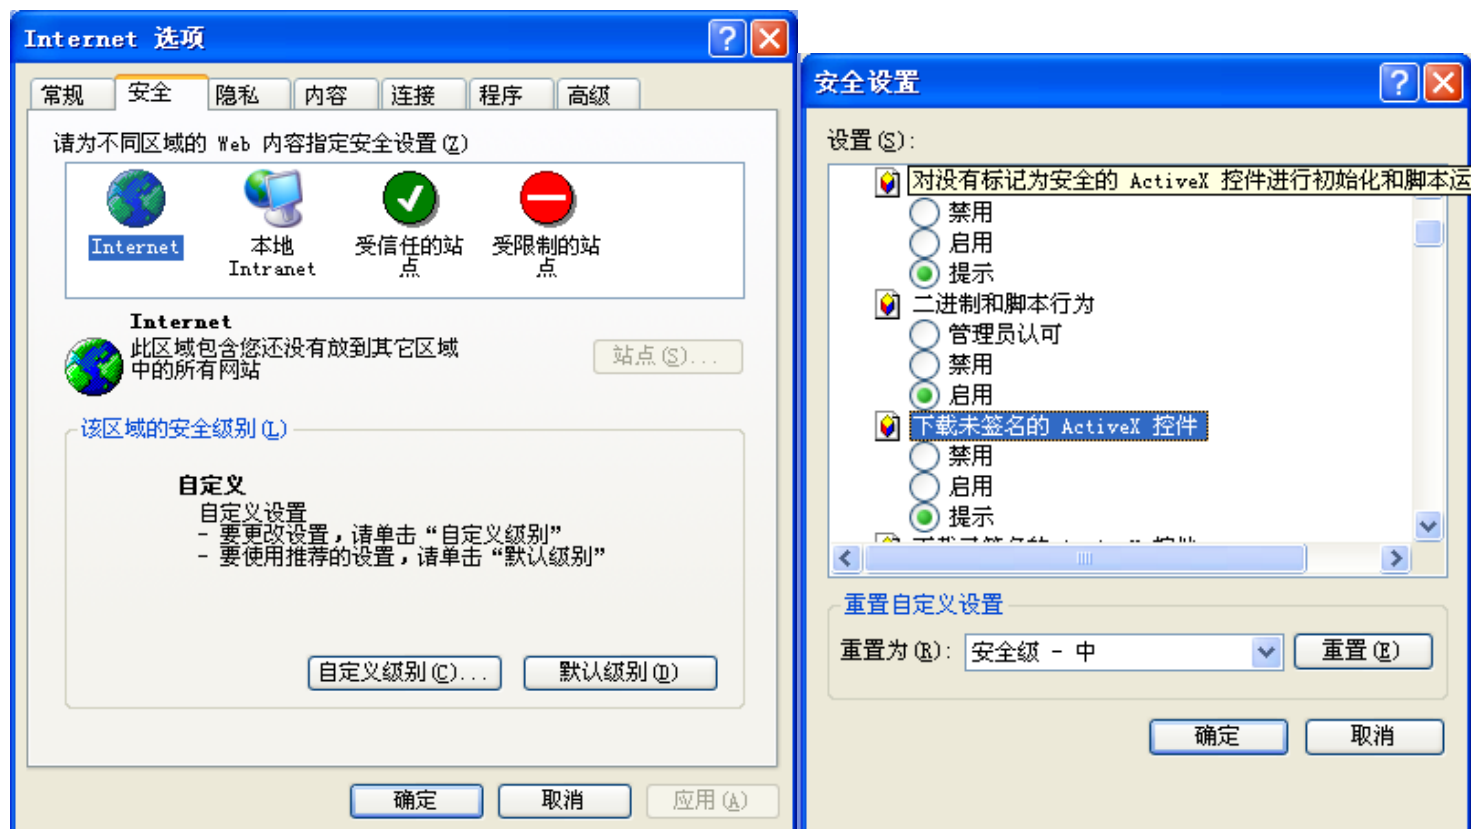 Internet 选项
常规 安全 隐私 内容 连接 程序 高级
请为不同区域的 Web 内容指定安全设置(Z)
Internet
本地
Intranet
受信任的站
点
受限制的站
点
Internet
此区域包含您还没有放到其它区域
中的所有网站
站点(S)...
该区域的安全级别(L)
自定义
自定义设置
- 要更改设置，请单击“自定义级别”
- 要使用推荐的设置，请单击“默认级别”
自定义级别(C)...
默认级别(D)
确定
取消
应用(A)
安全设置
设置(S):
对没有标记为安全的 ActiveX 控件进行初始化和脚本运
禁用
启用
提示
二进制和脚本行为
管理员认可
禁用
启用
下载未签名的 ActiveX 控件
禁用
启用
提示
重置自定义设置
重置为(R):
安全级 - 中
重置(E)
确定
取消